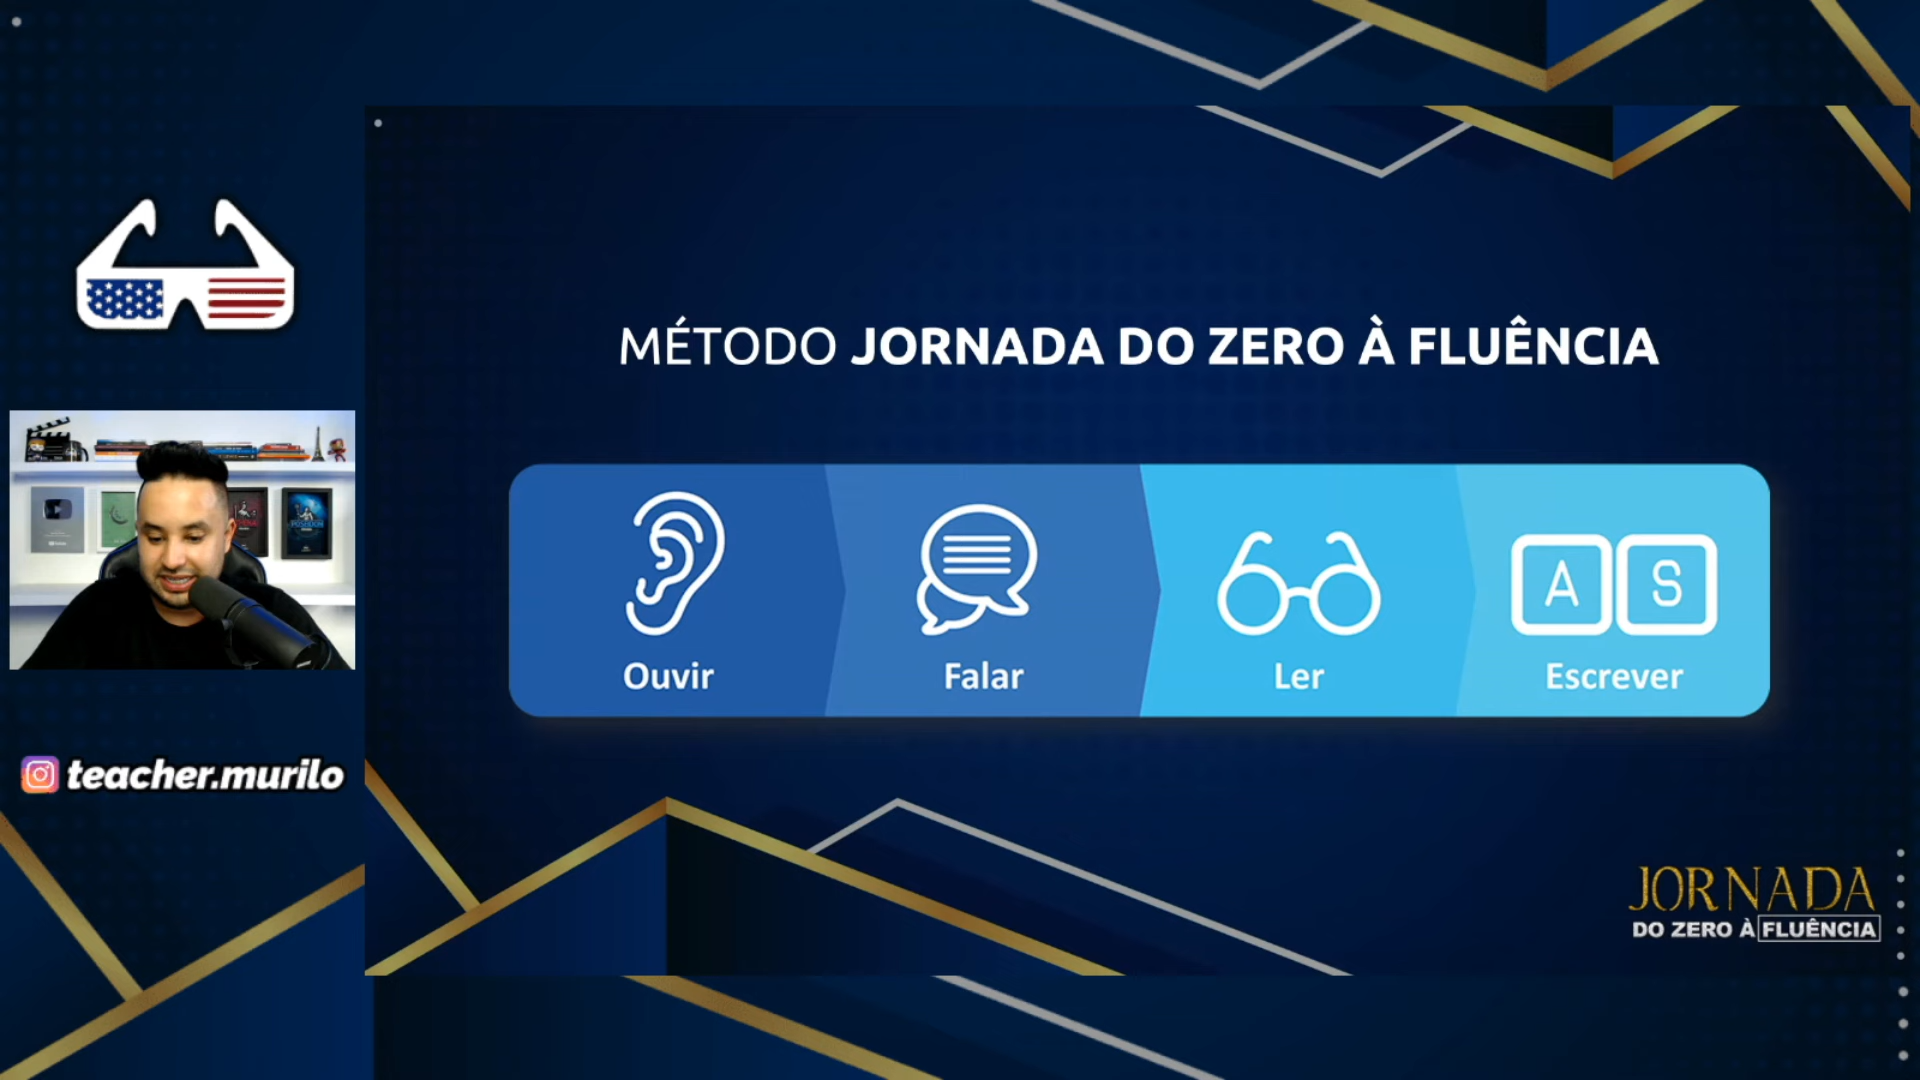 MÉTODO JORNADA DO ZERO À FLUÊNCIA
Ouvir
Falar
Ler
A S
Escrever
teacher.murilo
JORNADA
DO ZERO À FLUÊNCIA